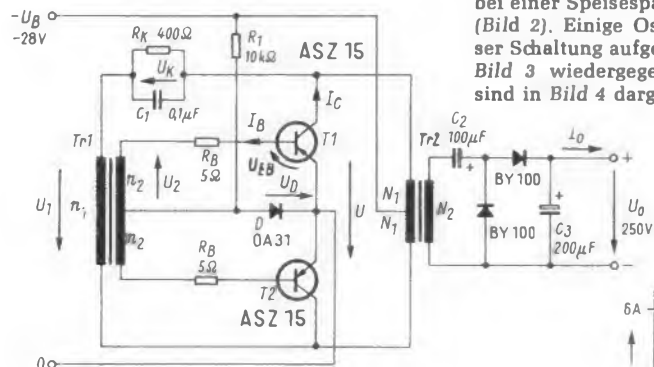 bei einer Speisespa
(Bild 2). Einige Os
ser Schaltung aufge
Bild 3 wiedergege
sind in Bild 4 darg
-U_B
-28V
R_K 400Ω
U_K
C_1 0,1µF
R_1
10kΩ
ASZ 15
I_C
I_B
T1
U_EB
Tr1
U_1
n_1
n_2
U_2
R_B
5Ω
U_D
D
OA31
U
n_2
R_B
5Ω
T2
ASZ 15
0
N_1
N_1
Tr2
N_2
C_2
100µF
+
BY 100
BY 100
I_0
+
+
C_3
200µF
U_0
250V
−
6A